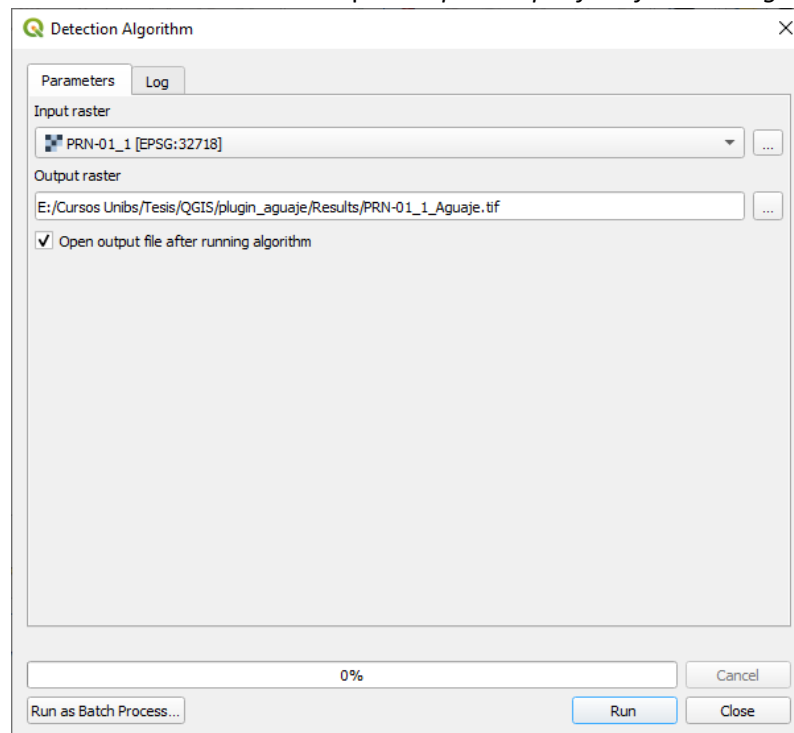 Detection Algorithm
Parameters Log
Input raster
PRN-01_1 [EPSG:32718]
...
Output raster
E:/Cursos Unibs/Tesis/QGIS/plugin_aguaje/Results/PRN-01_1_Aguaje.tif
...
Open output file after running algorithm
0%
Cancel
Run as Batch Process...
Run
Close